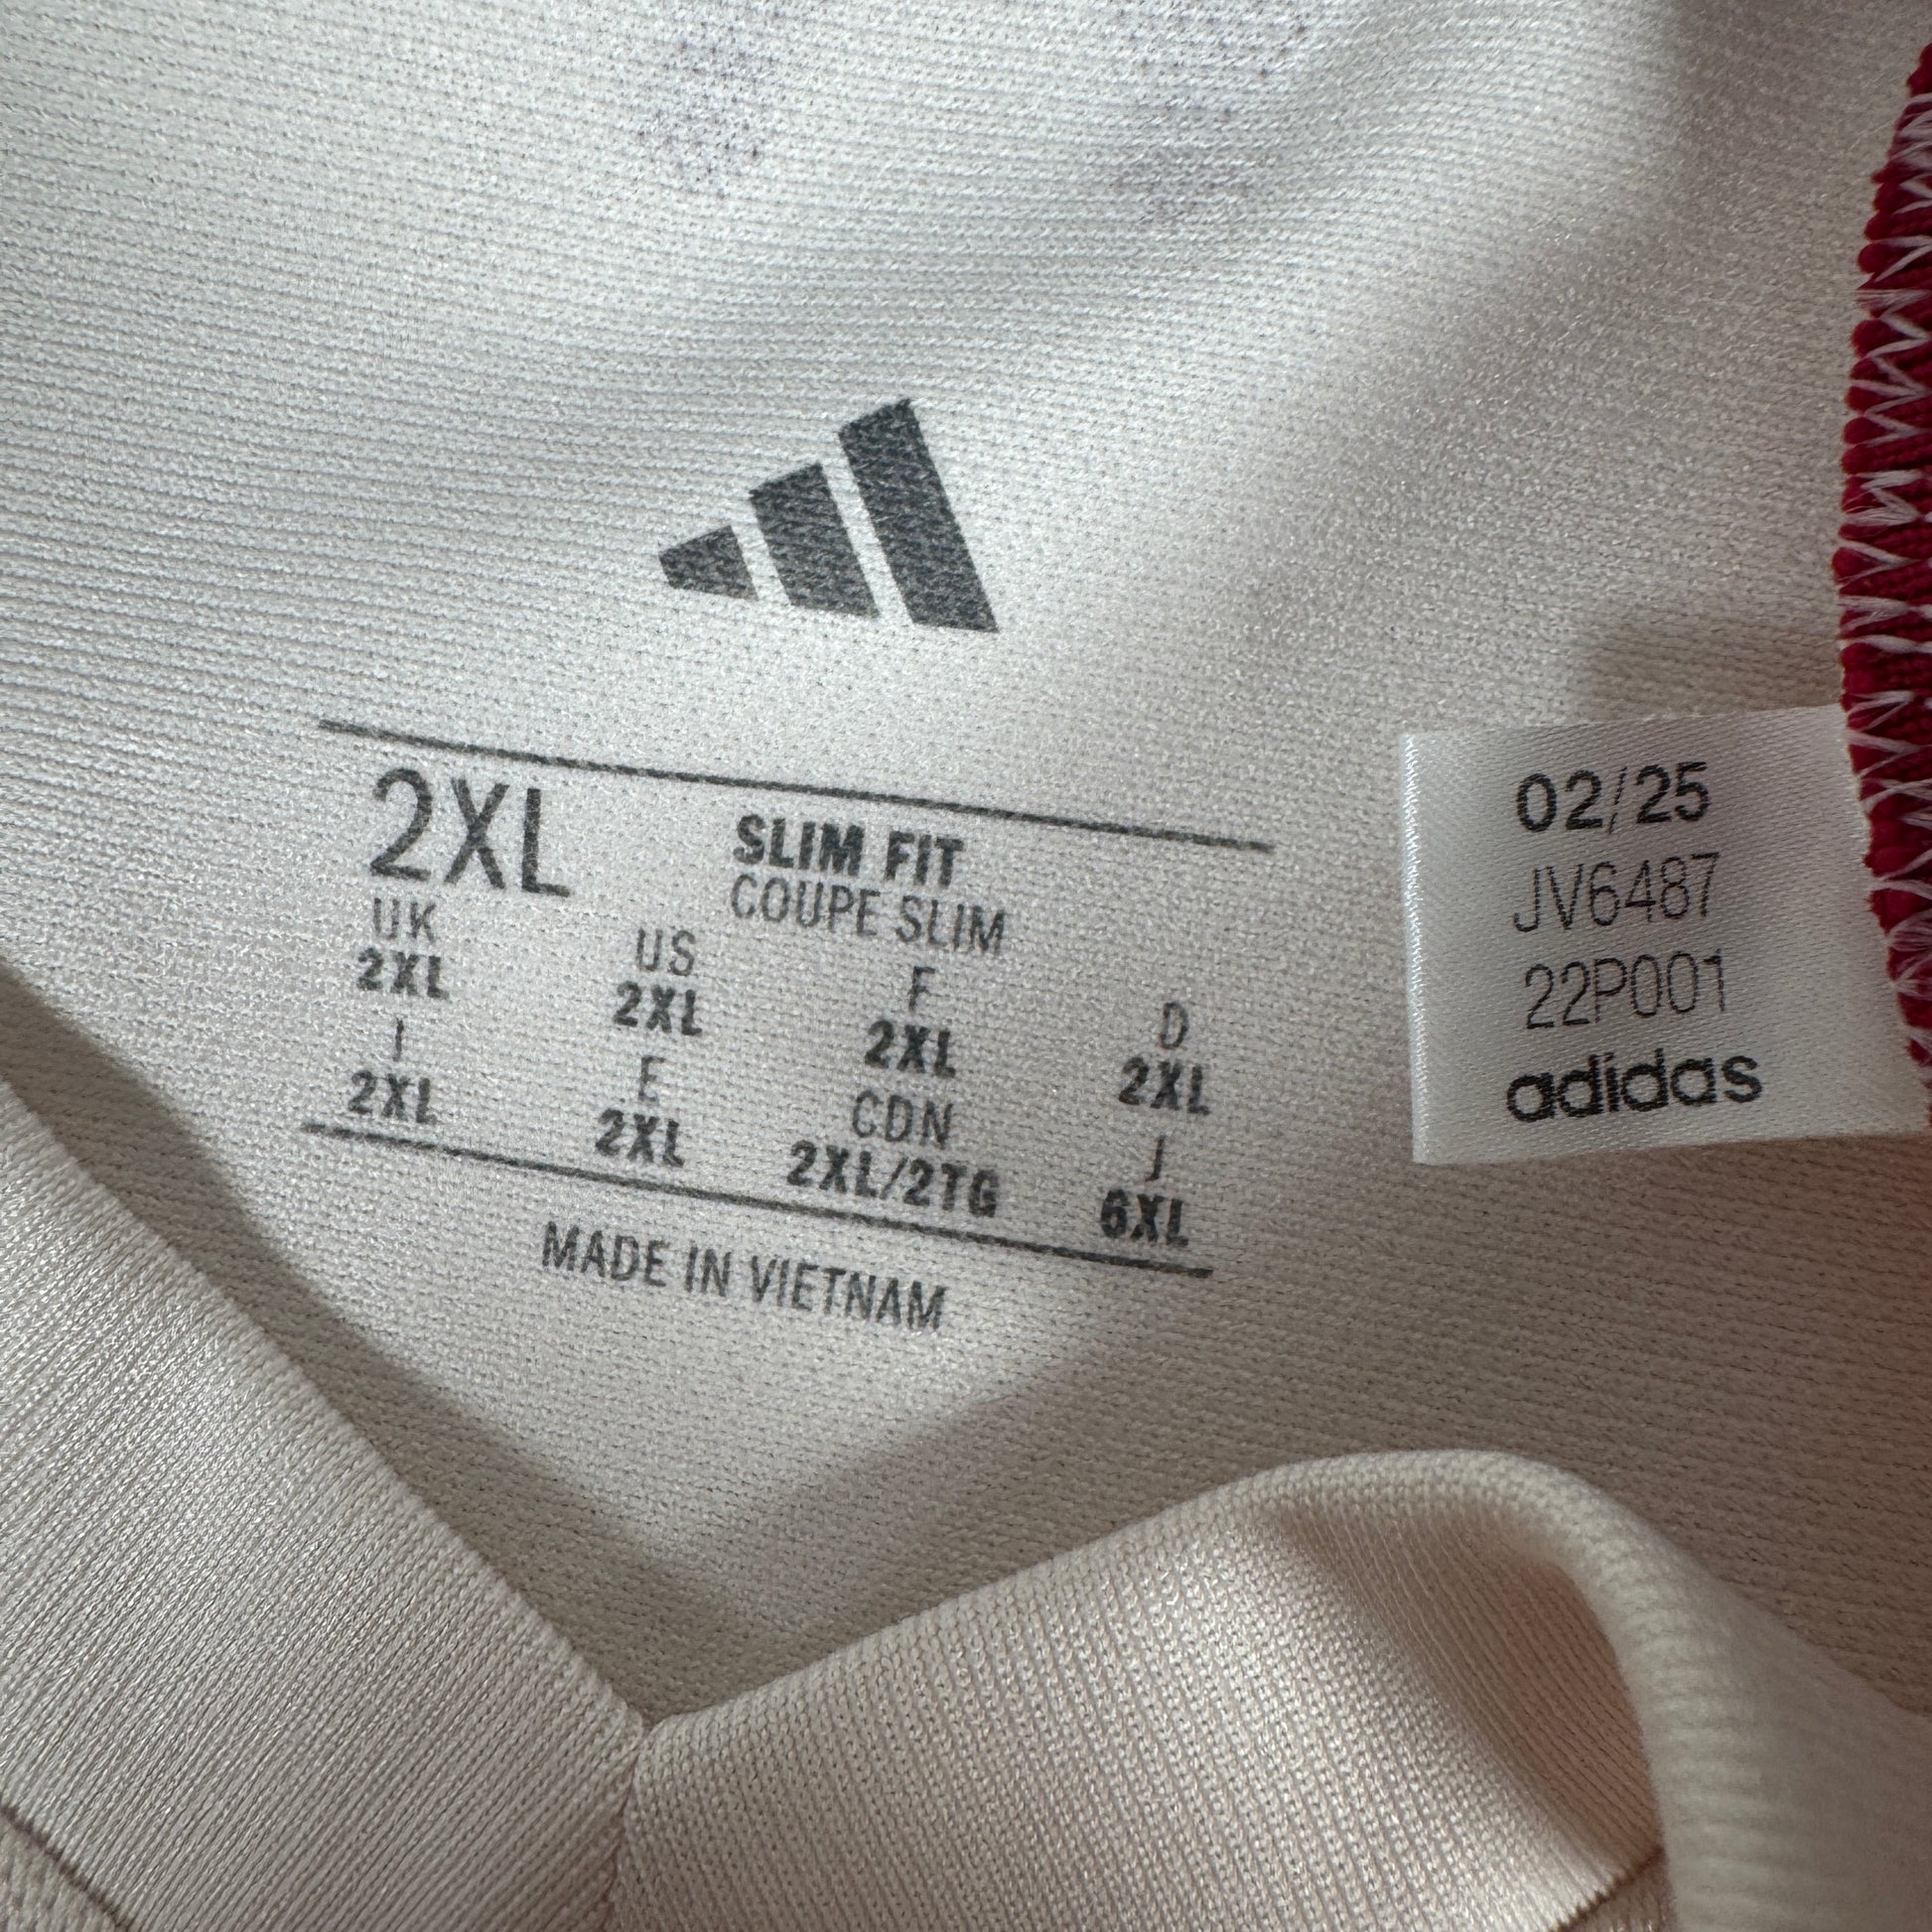 2XL
SLIM FIT
COUPE SLIM
UK US F D
2XL 2XL 2XL 2XL
I E CDN J
2XL 2XL 2XL/2TG 6XL
MADE IN VIETNAM
02/25
JV6487
22P001
adidas